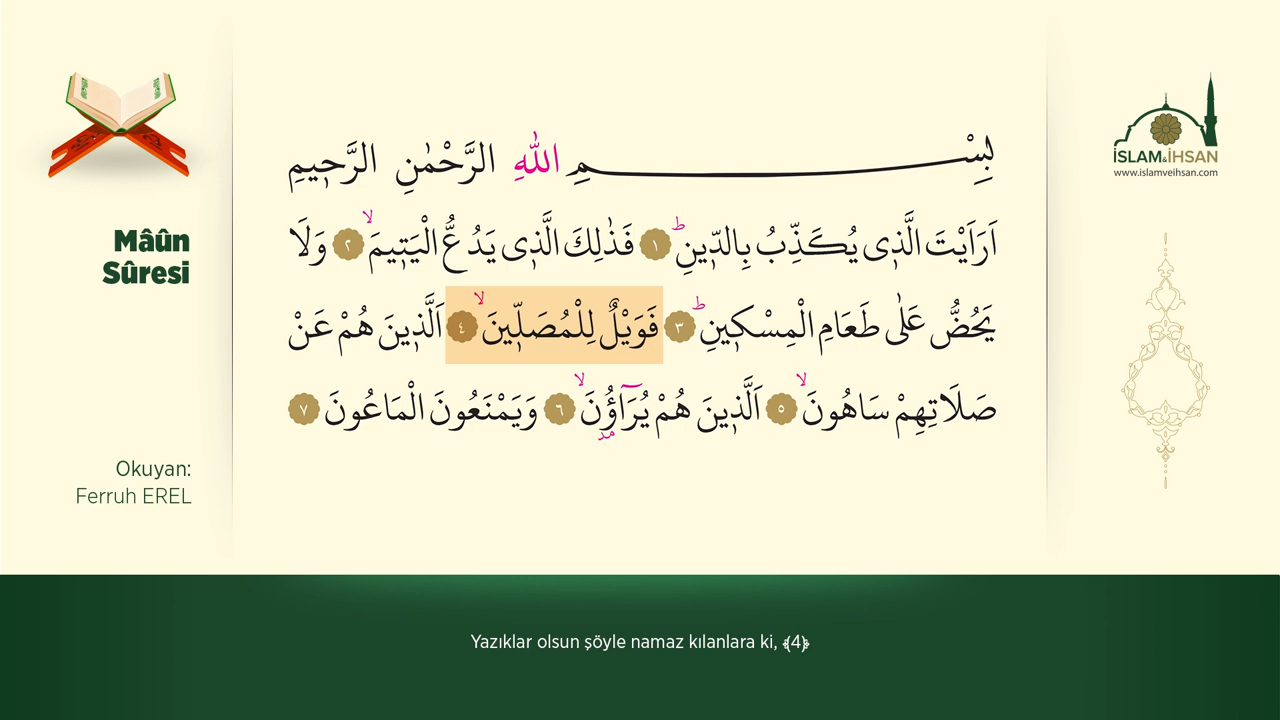 Mâûn
Sûresi
Okuyan:
Ferruh EREL
بِسْمِ اللّٰهِ الرَّحْمٰنِ الرَّح۪يمِ
اَرَاَيْتَ الَّذ۪ى يُكَذِّبُ بِالدّ۪ينِۜ ﴿١﴾ فَذٰلِكَ الَّذ۪ى يَدُعُّ الْيَت۪يمَۙ ﴿٢﴾ وَلَا
يَحُضُّ عَلٰى طَعَامِ الْمِسْك۪ينِۜ ﴿٣﴾ فَوَيْلٌ لِلْمُصَلّ۪ينَۙ ﴿٤﴾ اَلَّذ۪ينَ هُمْ عَنْ
صَلَاتِهِمْ سَاهُونَۙ ﴿٥﴾ اَلَّذ۪ينَ هُمْ يُرَٓاؤُ۫نَۙ ﴿٦﴾ وَيَمْنَعُونَ الْمَاعُونَ ﴿٧﴾
İSLAM&İHSAN
www.islamveihsan.com
Yazıklar olsun şöyle namaz kılanlara ki, ﴾4﴿